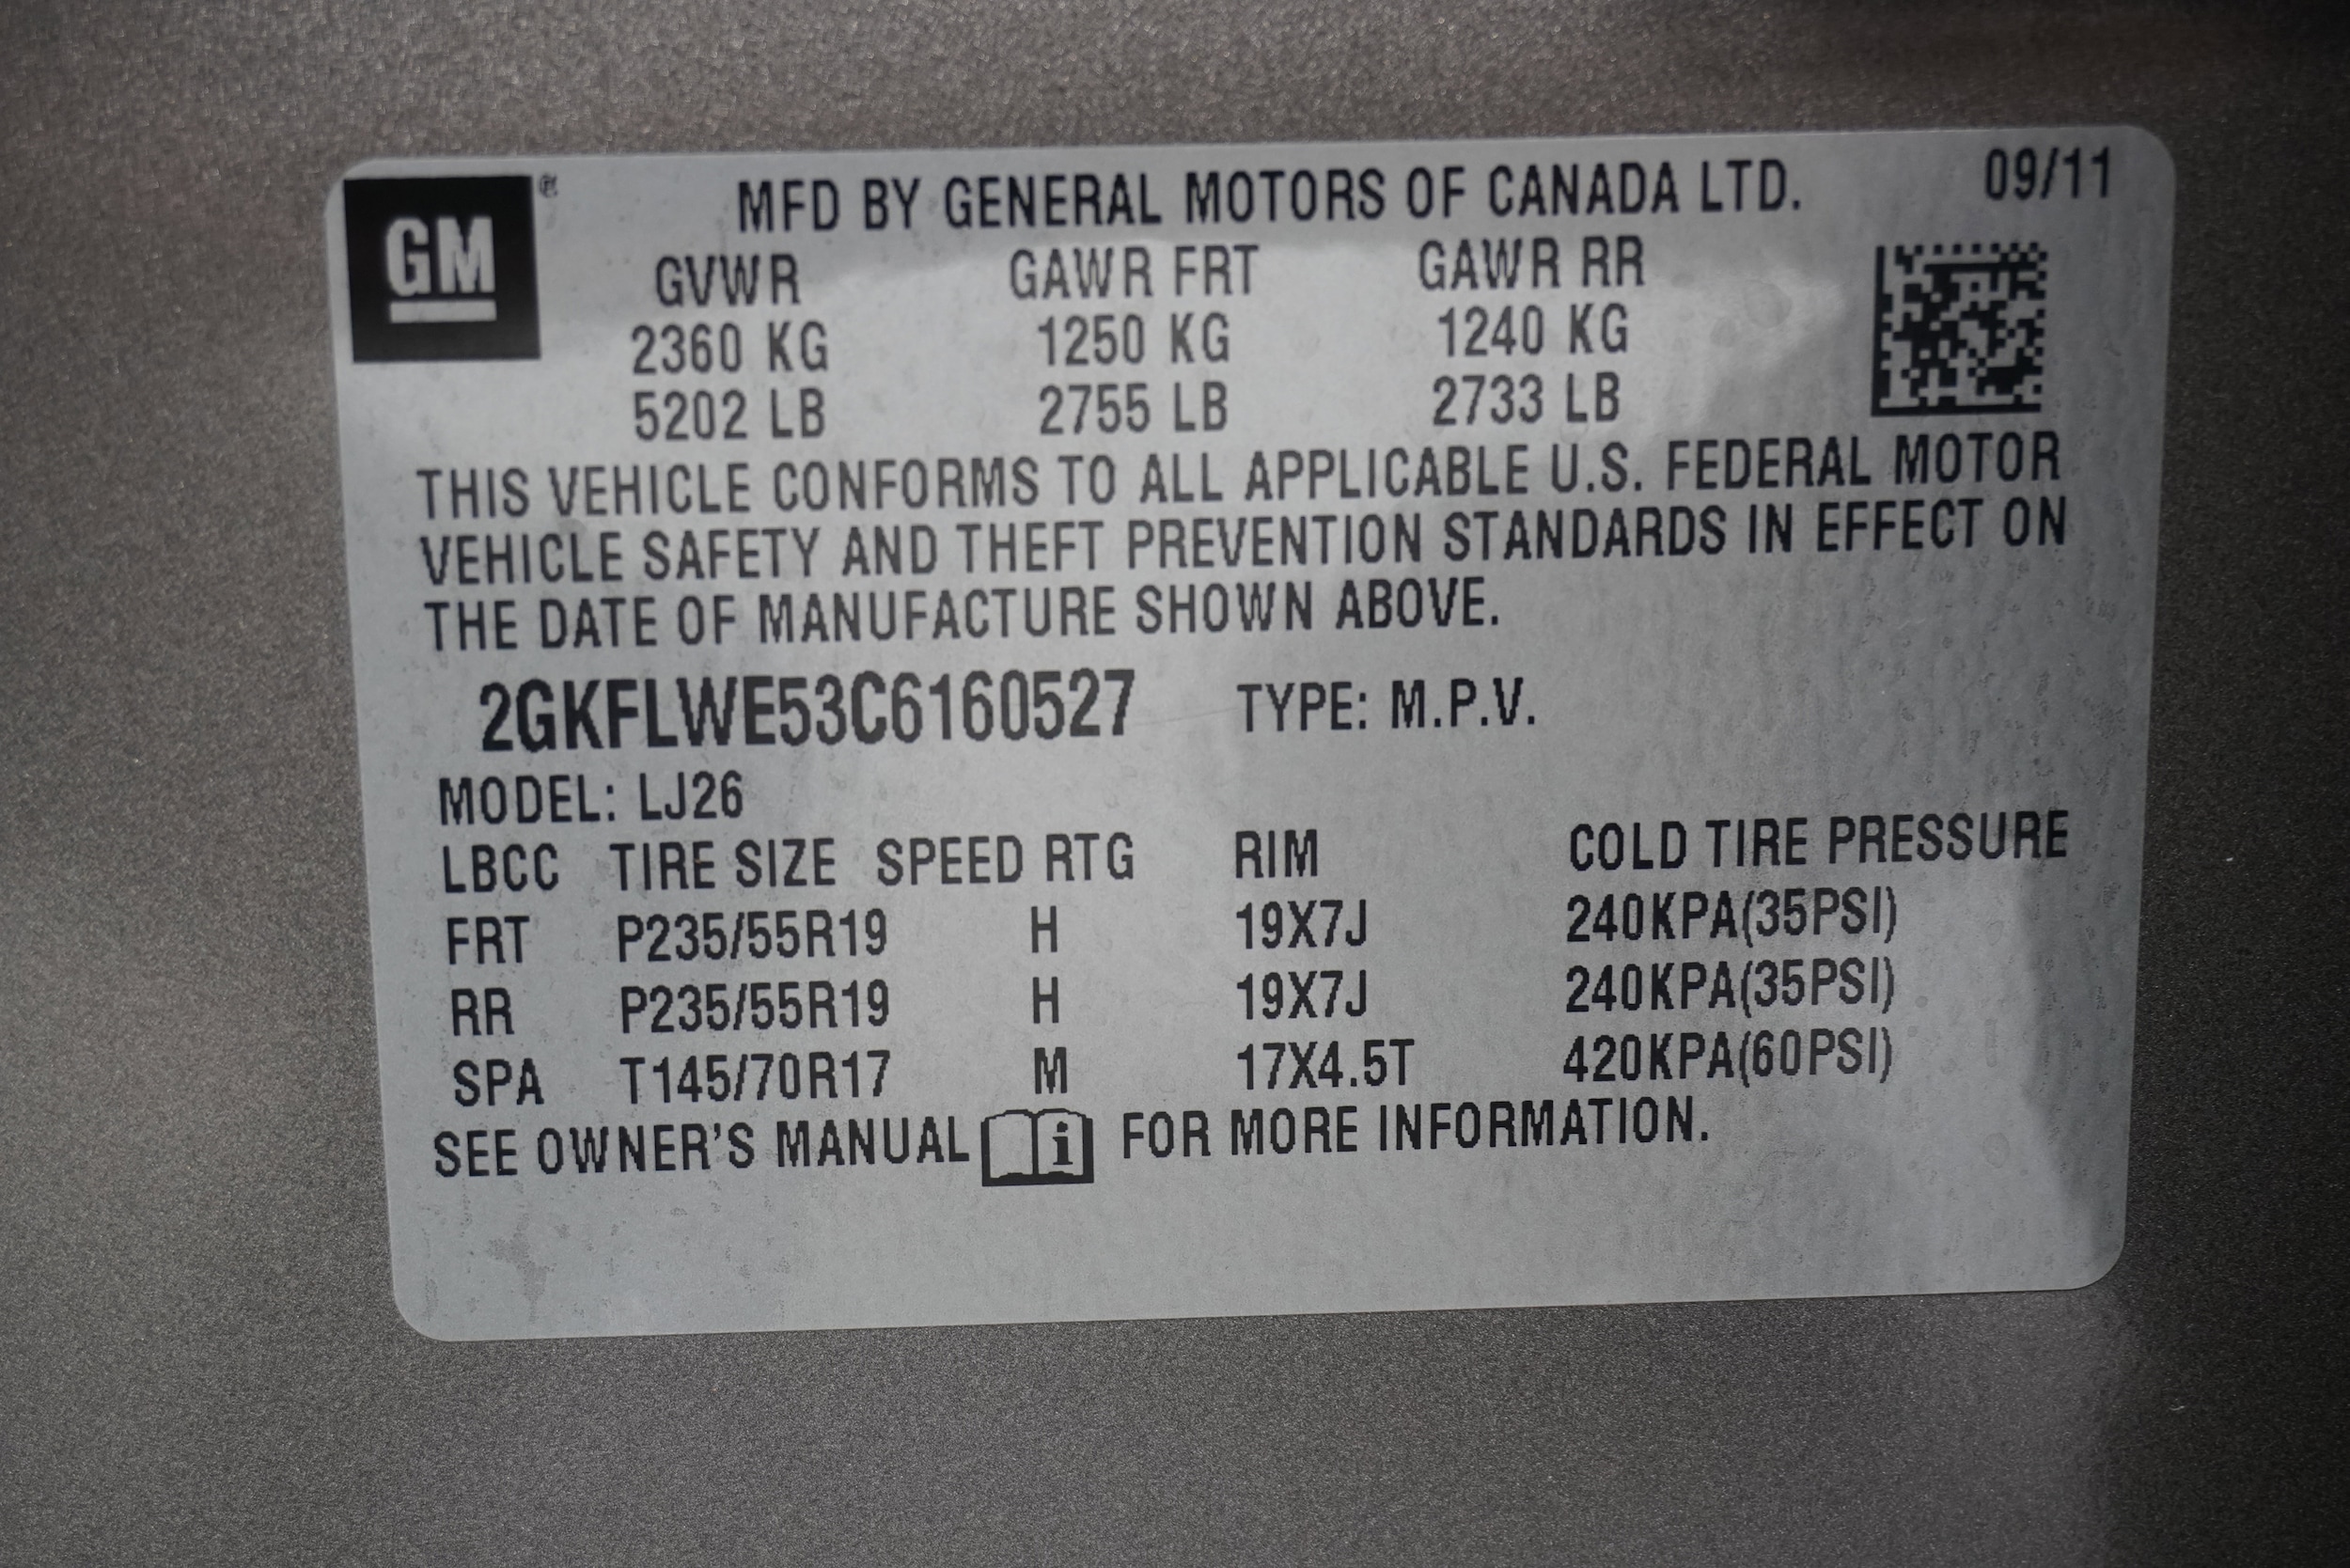 GM® MFD BY GENERAL MOTORS OF CANADA LTD. 09/11
GVWR GAWR FRT GAWR RR
2360 KG 1250 KG 1240 KG
5202 LB 2755 LB 2733 LB
THIS VEHICLE CONFORMS TO ALL APPLICABLE U.S. FEDERAL MOTOR
VEHICLE SAFETY AND THEFT PREVENTION STANDARDS IN EFFECT ON
THE DATE OF MANUFACTURE SHOWN ABOVE.
2GKFLWE53C6160527 TYPE: M.P.V.
MODEL: LJ26
LBCC TIRE SIZE SPEED RTG RIM COLD TIRE PRESSURE
FRT P235/55R19 H 19X7J 240KPA(35PSI)
RR P235/55R19 H 19X7J 240KPA(35PSI)
SPA T145/70R17 M 17X4.5T 420KPA(60PSI)
SEE OWNER'S MANUAL i FOR MORE INFORMATION.